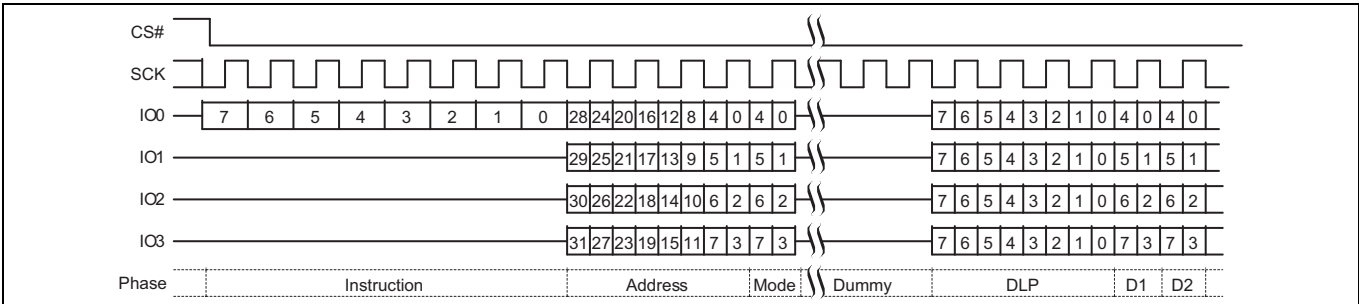 CS#
SCK
IO0 7 6 5 4 3 2 1 0 28 24 20 16 12 8 4 0 4 0 7 6 5 4 3 2 1 0 4 0 4 0
IO1 29 25 21 17 13 9 5 1 5 1 7 6 5 4 3 2 1 0 5 1 5 1
IO2 30 26 22 18 14 10 6 2 6 2 7 6 5 4 3 2 1 0 6 2 6 2
IO3 31 27 23 19 15 11 7 3 7 3 7 6 5 4 3 2 1 0 7 3 7 3
Phase Instruction Address Mode Dummy DLP D1 D2